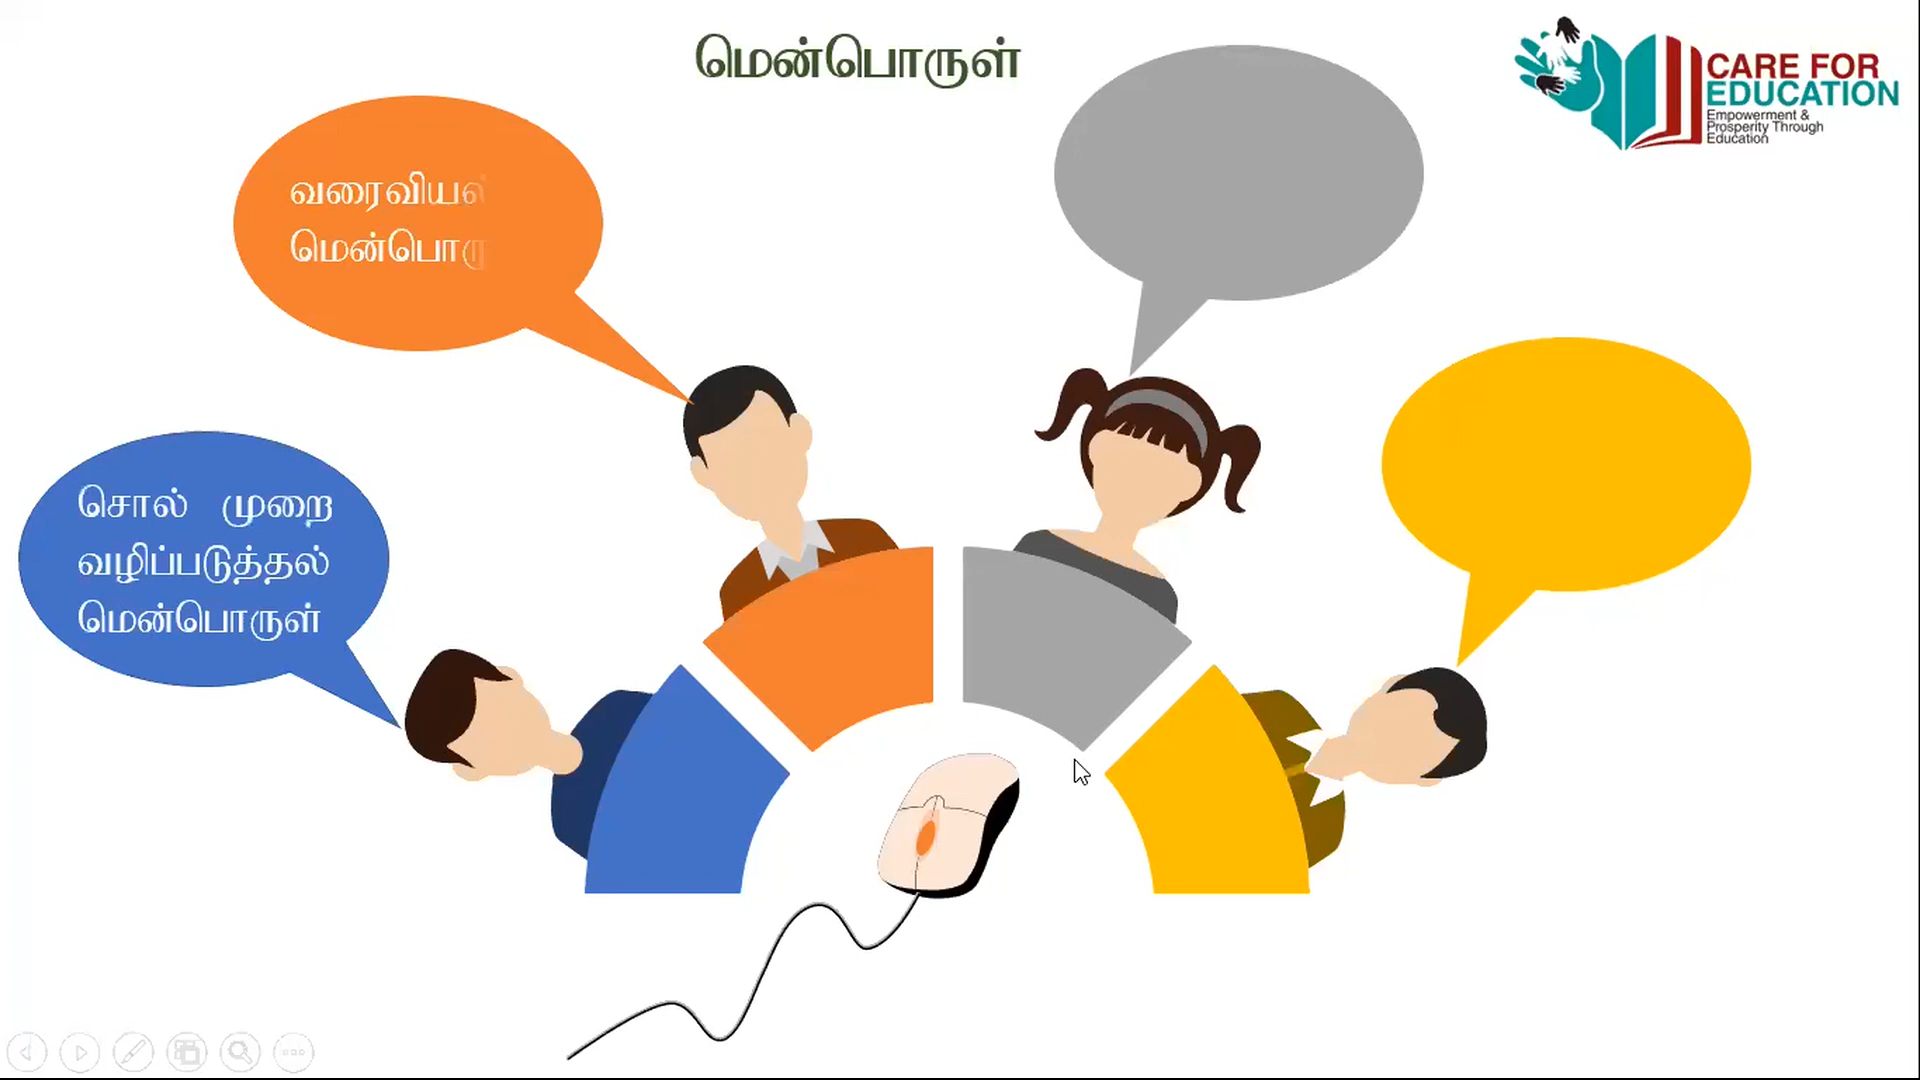 மென்பொருள்
CARE FOR
EDUCATION
Empowerment &
Prosperity Through
Education
வரைவியல்
மென்பொரு
சொல் முறை
வழிப்படுத்தல்
மென்பொருள்